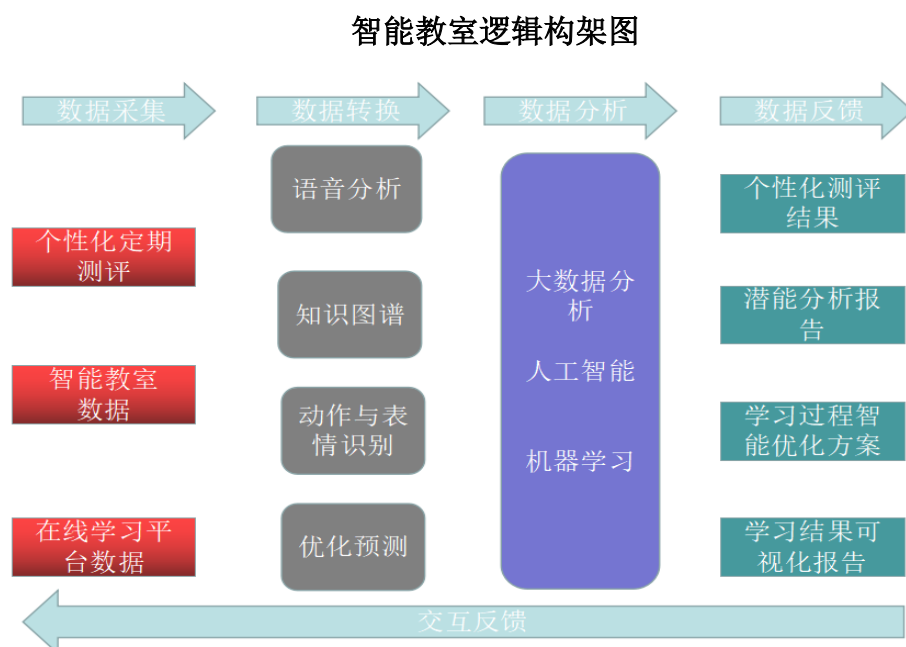 智能教室逻辑构架图
数据采集
数据转换
数据分析
数据反馈
个性化定期
测评
智能教室
数据
在线学习平
台数据
语音分析
知识图谱
动作与表
情识别
优化预测
大数据分
析
人工智能
机器学习
个性化测评
结果
潜能分析报
告
学习过程智
能优化方案
学习结果可
视化报告
交互反馈